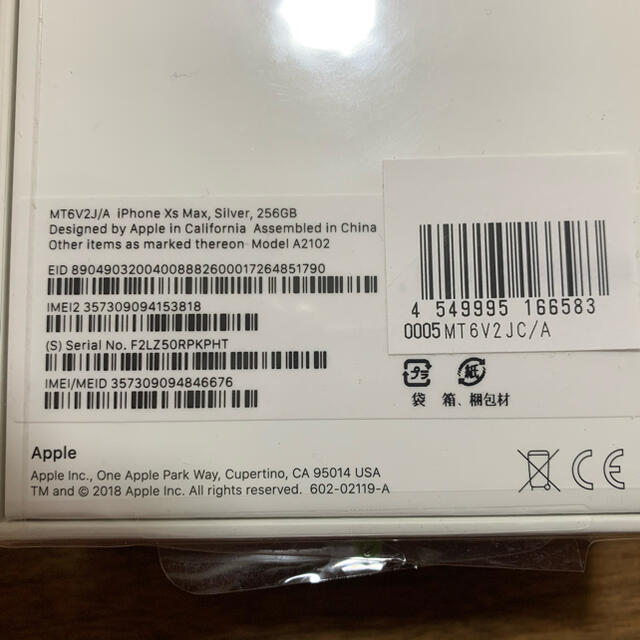 MT6V2J/A iPhone Xs Max, Silver, 256GB
Designed by Apple in California Assembled in China
Other items as marked thereon Model A2102
EID 89049032004008882600017264851790
IMEI2 357309094153818
(S) Serial No. F2LZ50RPKPHT
IMEI/MEID 357309094846676
4 549995 166583
0005MT6V2JC/A
プラ 紙
袋 箱、梱包材
Apple
Apple Inc., One Apple Park Way, Cupertino, CA 95014 USA
TM and © 2018 Apple Inc. All rights reserved. 602-02119-A
CE